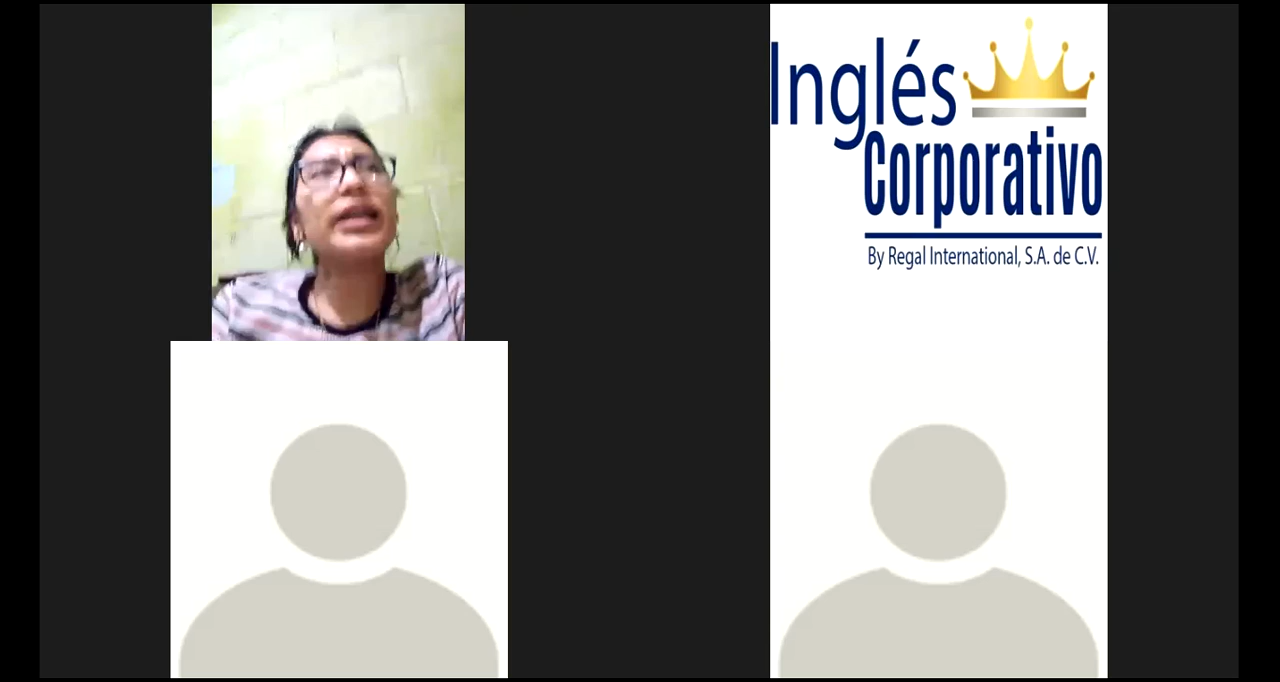 Inglés
Corporativo
By Regal International, S.A. de C.V.